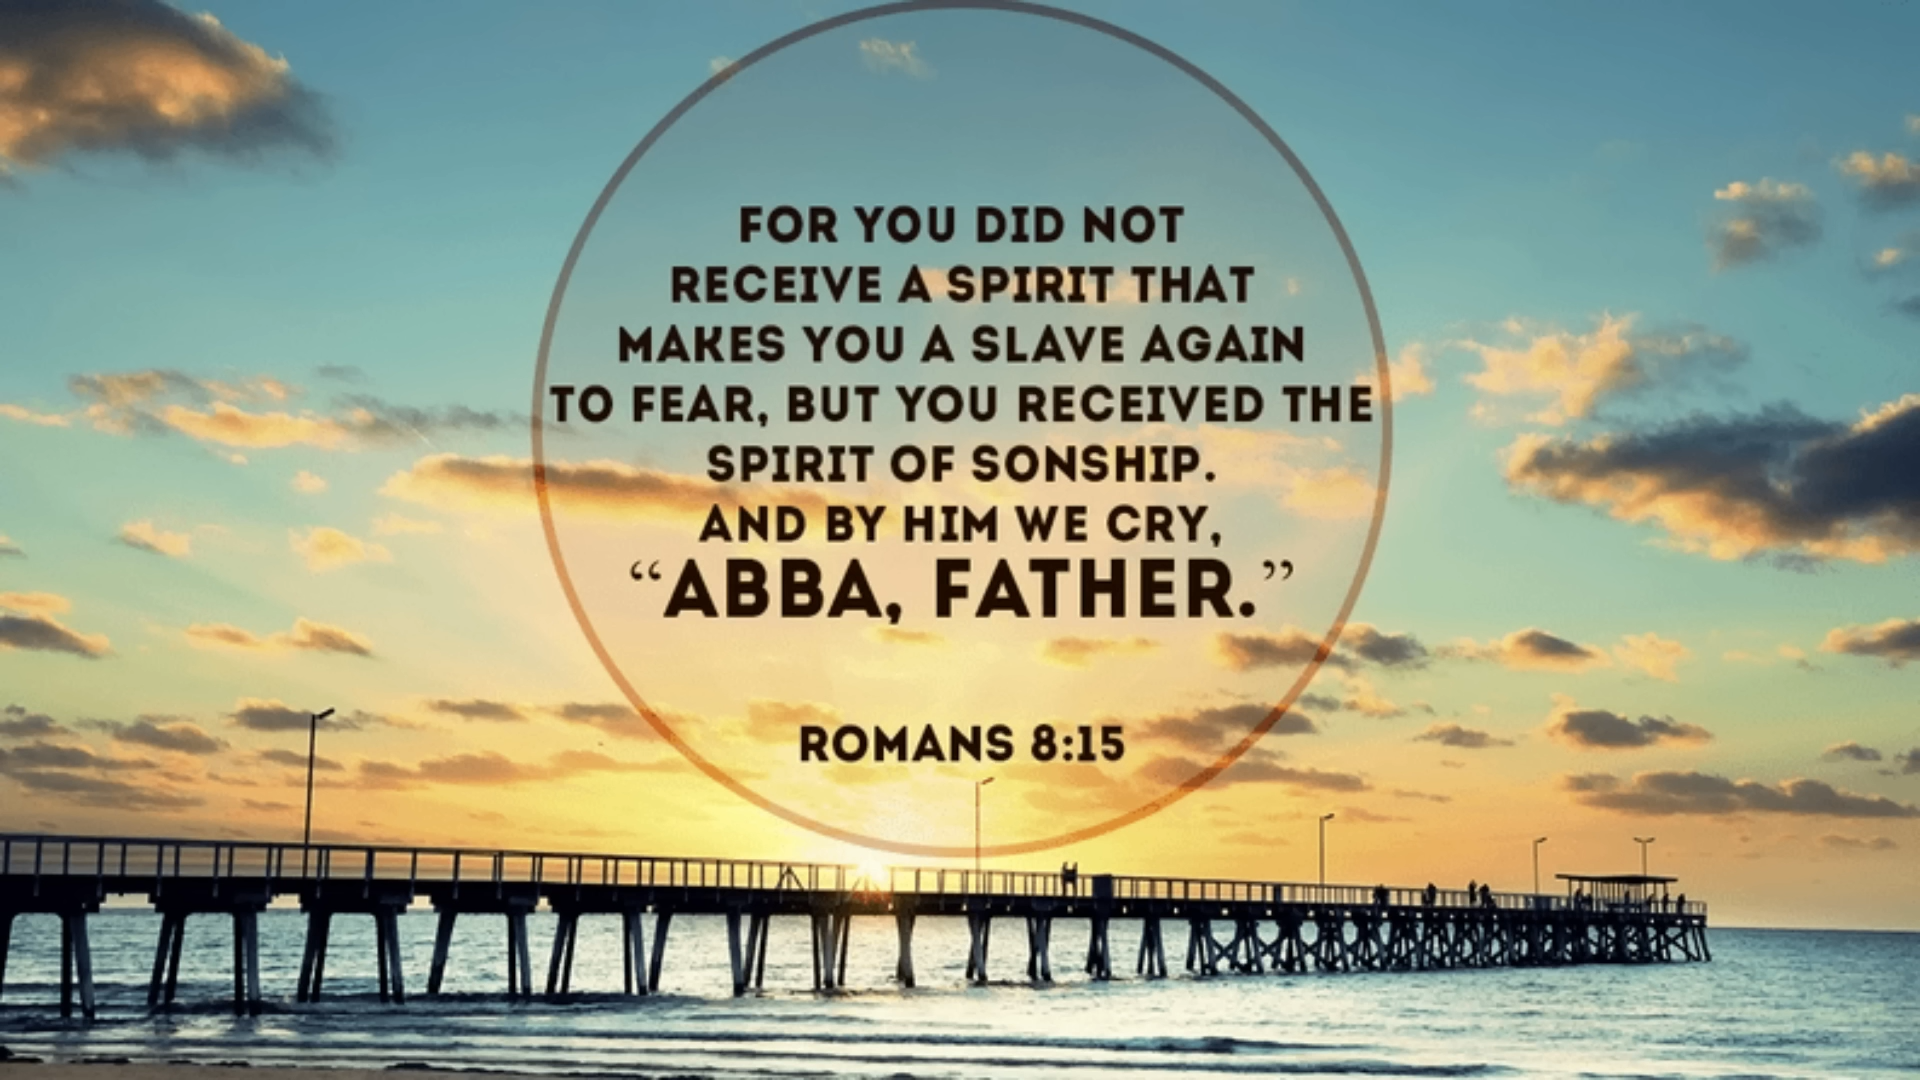 FOR YOU DID NOT
RECEIVE A SPIRIT THAT
MAKES YOU A SLAVE AGAIN
TO FEAR, BUT YOU RECEIVED THE
SPIRIT OF SONSHIP.
AND BY HIM WE CRY,
“ABBA, FATHER.”
ROMANS 8:15